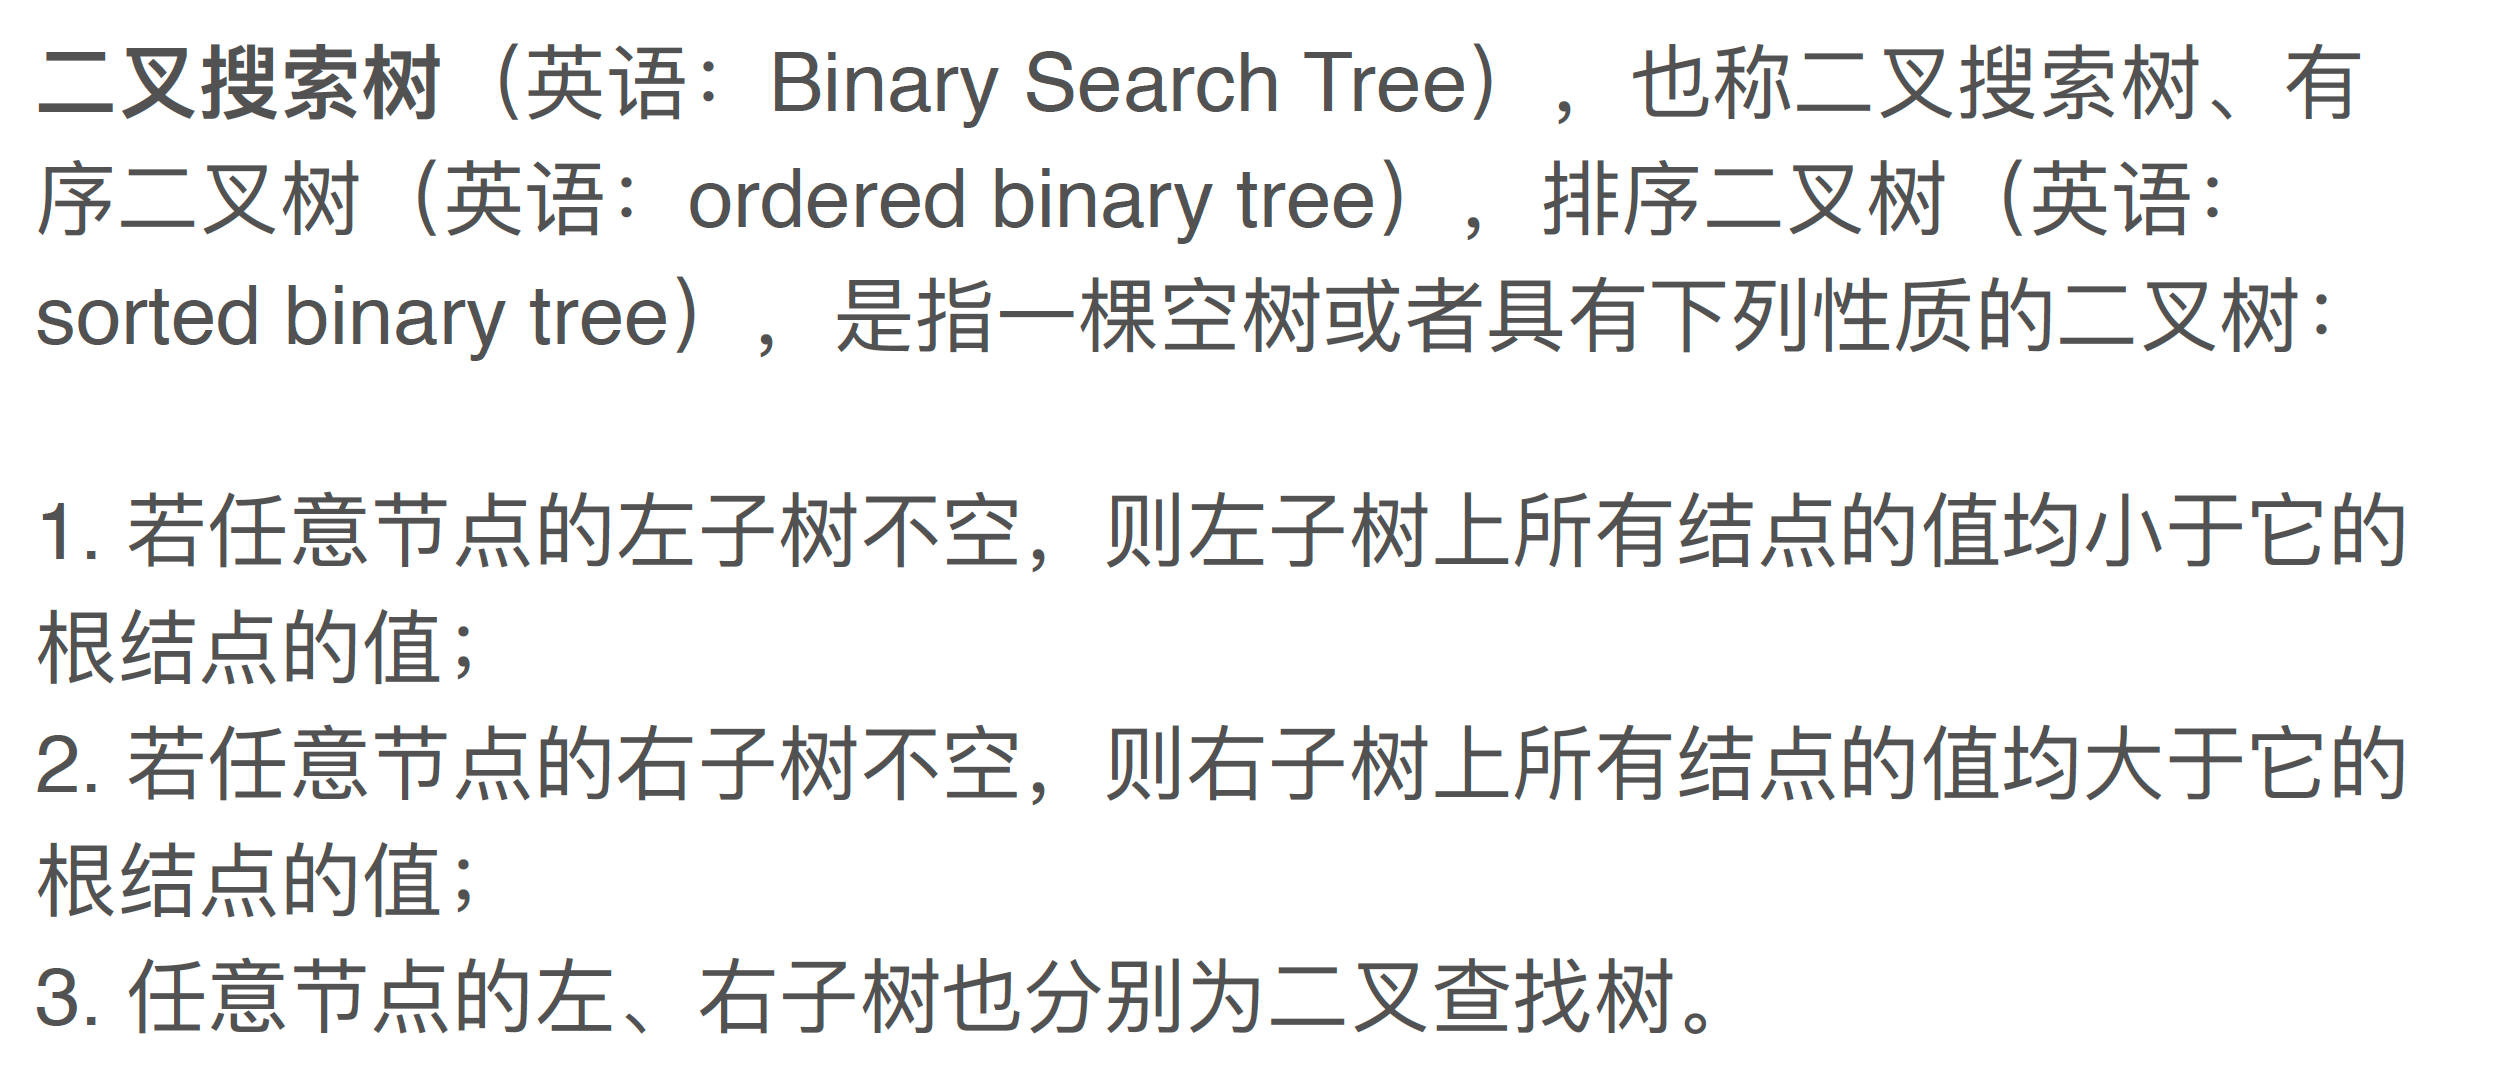 二叉搜索树（英语：Binary Search Tree），也称二叉搜索树、有
序二叉树（英语：ordered binary tree），排序二叉树（英语：
sorted binary tree），是指一棵空树或者具有下列性质的二叉树：
1. 若任意节点的左子树不空，则左子树上所有结点的值均小于它的
根结点的值；
2. 若任意节点的右子树不空，则右子树上所有结点的值均大于它的
根结点的值；
3. 任意节点的左、右子树也分别为二叉查找树。